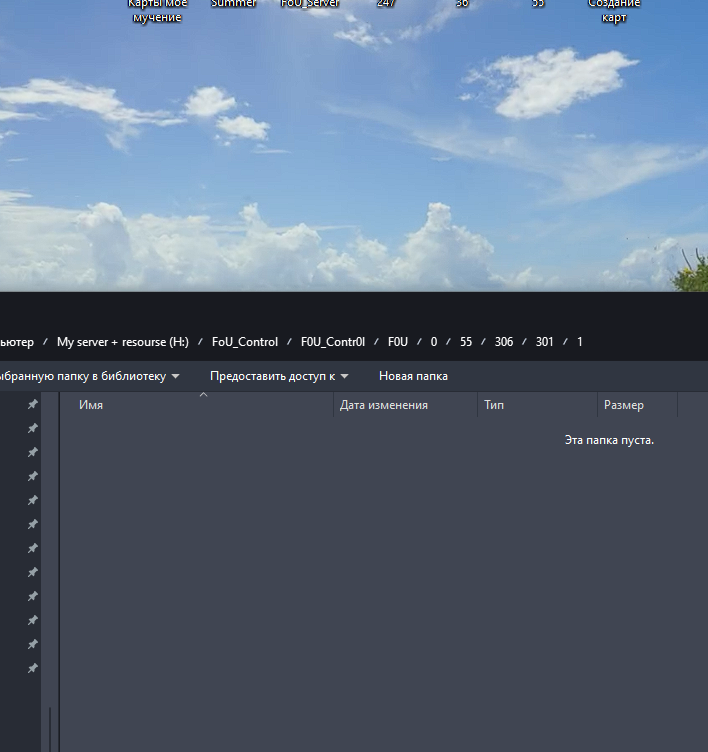 Карты мое Summer FoU_Server 247 36 55 Создание
мучение карт
ьютер / My server + resourse (H:) / FoU_Control / F0U_Contr0l / F0U / 0 / 55 / 306 / 301 / 1
ыбранную папку в библиотеку Предоставить доступ к Новая папка
Имя Дата изменения Тип Размер
Эта папка пуста.